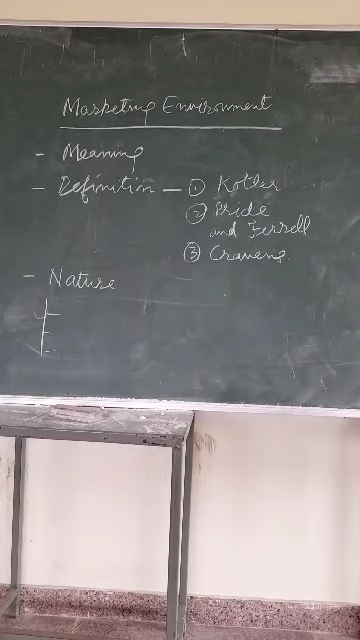 Marketing Environment
- Meaning
- Definition — ① Kotler
② Pride
and Ferrell
③ Cravens
- Nature